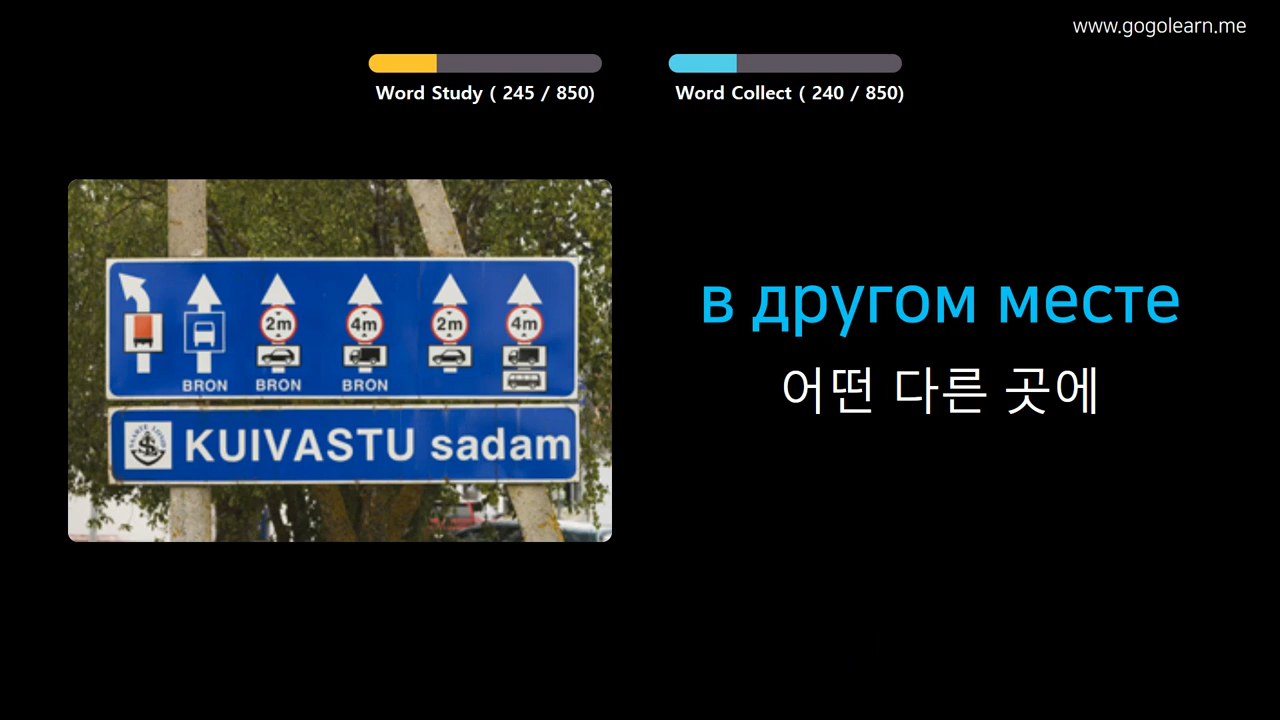 www.gogolearn.me
Word Study ( 245 / 850)
Word Collect ( 240 / 850)
2m 4m 2m 4m
BRON BRON BRON
KUIVASTU sadam
в другом месте
어떤 다른 곳에